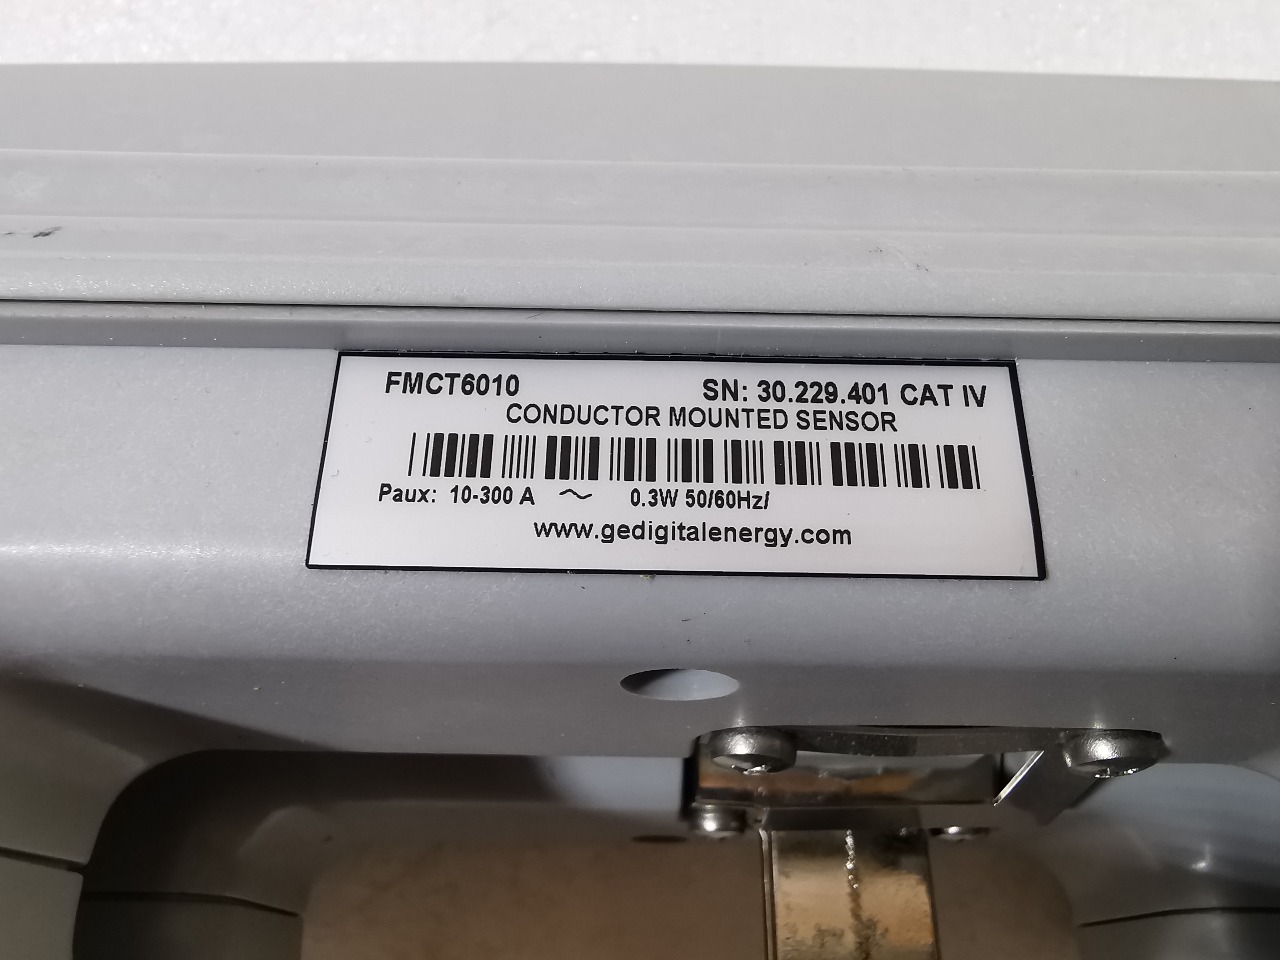 FMCT6010 SN: 30.229.401 CAT IV
CONDUCTOR MOUNTED SENSOR
Paux: 10-300 A ~ 0.3W 50/60Hz/
www.gedigitalenergy.com